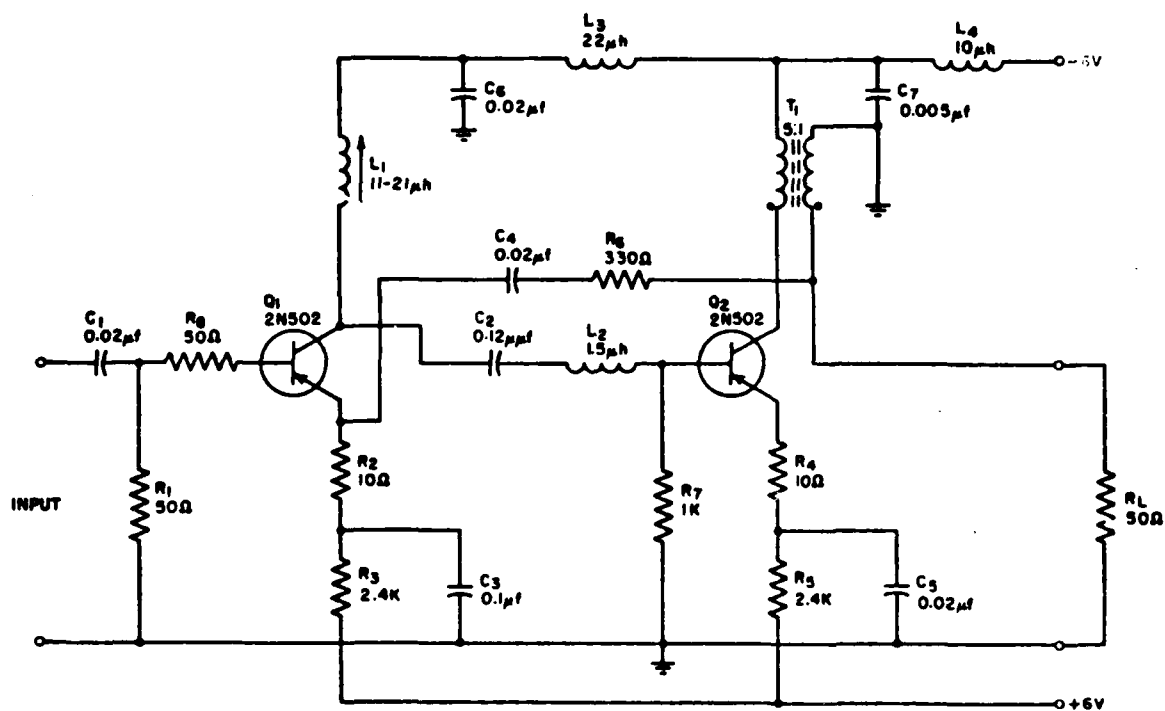 L3
22µh
L4
10µh
-6V
C6
0.02µf
C7
0.005µf
T1
5:1
L1
11-21µh
C4
0.02µf
R6
330Ω
Q1
2N502
Q2
2N502
C1
0.02µf
R8
50Ω
C2
0.12µµf
L2
1.5µh
INPUT
R1
50Ω
R2
10Ω
R4
10Ω
R7
1K
RL
50Ω
R3
2.4K
C3
0.1µf
R5
2.4K
C5
0.02µf
+6V